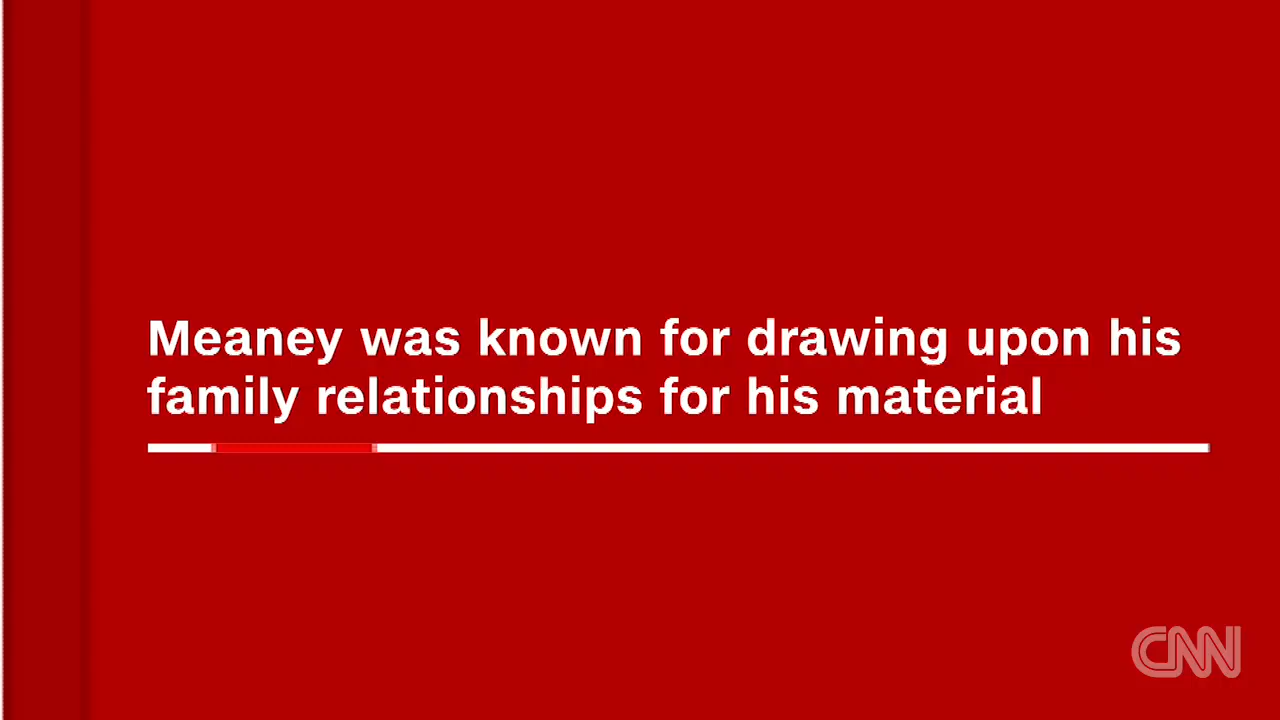 Meaney was known for drawing upon his
family relationships for his material
CNN